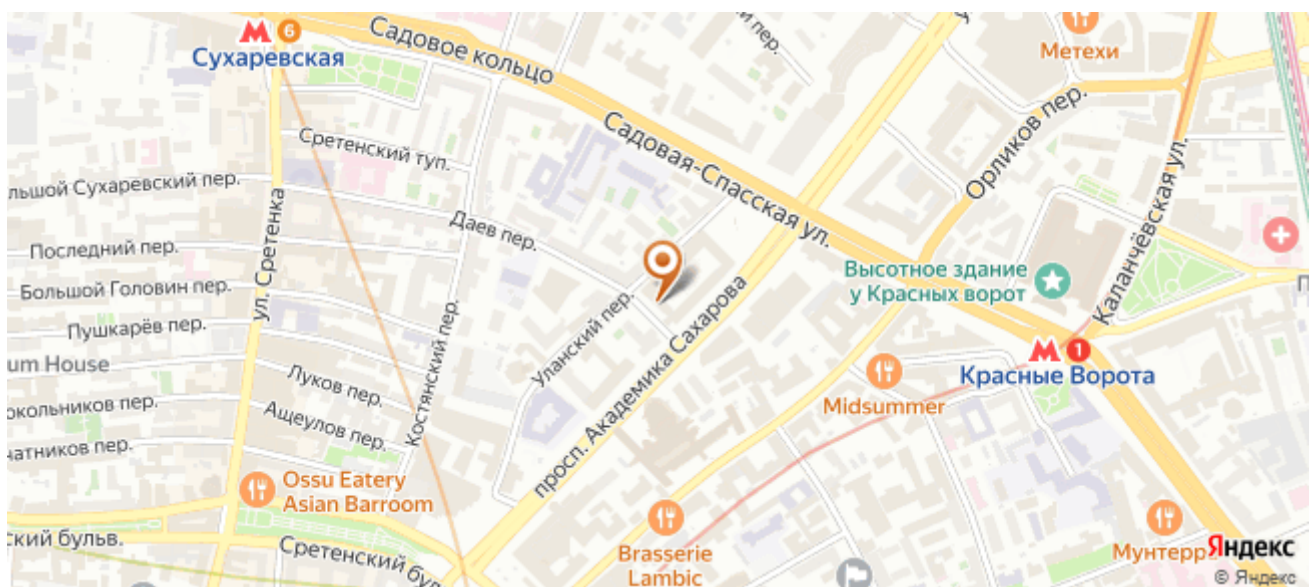 М 6
Сухаревская
Садовое кольцо
пер.
Метехи
Сретенский туп.
Садовая-Спасская ул.
Орликов пер.
льшой Сухаревский пер.
Даев пер.
ул. Сретенка
Каланчёвская ул.
Последний пер.
Большой Головин пер.
Высотное здание
у Красных ворот
П
Пушкарёв пер.
Уланский пер.
Костянский пер.
просп. Академика Сахарова
М 1
Красные Ворота
um House
Луков пер.
Midsummer
окольников пер.
Ащеулов пер.
чатников пер.
Ossu Eatery
Asian Barroom
ский бульв.
Сретенский бул
Brasserie
Lambic
Мунтерр
Яндекс
© Яндекс